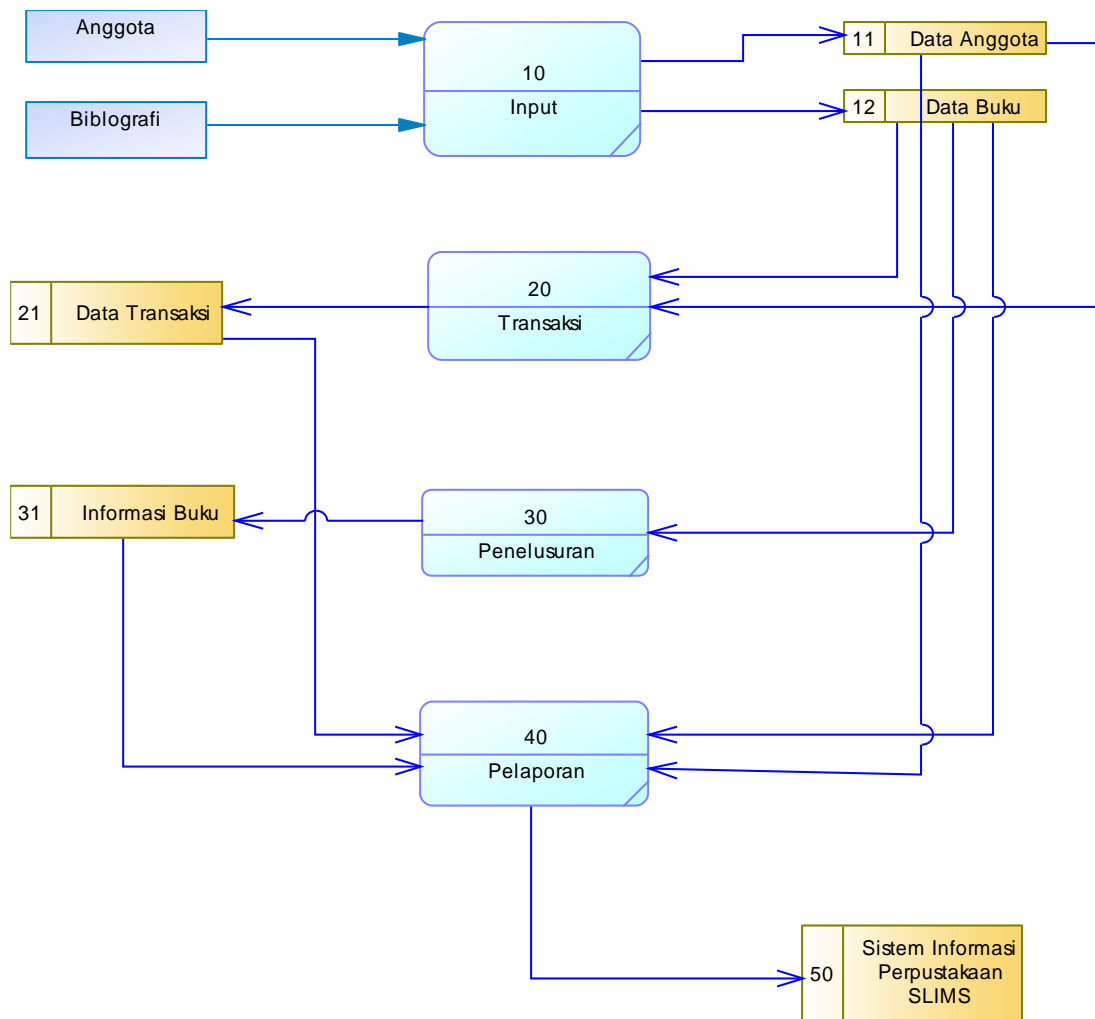 Anggota
10
Input
11 Data Anggota
Biblografi
12 Data Buku
20
Transaksi
21 Data Transaksi
30
Penelusuran
31 Informasi Buku
40
Pelaporan
50 Sistem Informasi
Perpustakaan
SLIMS